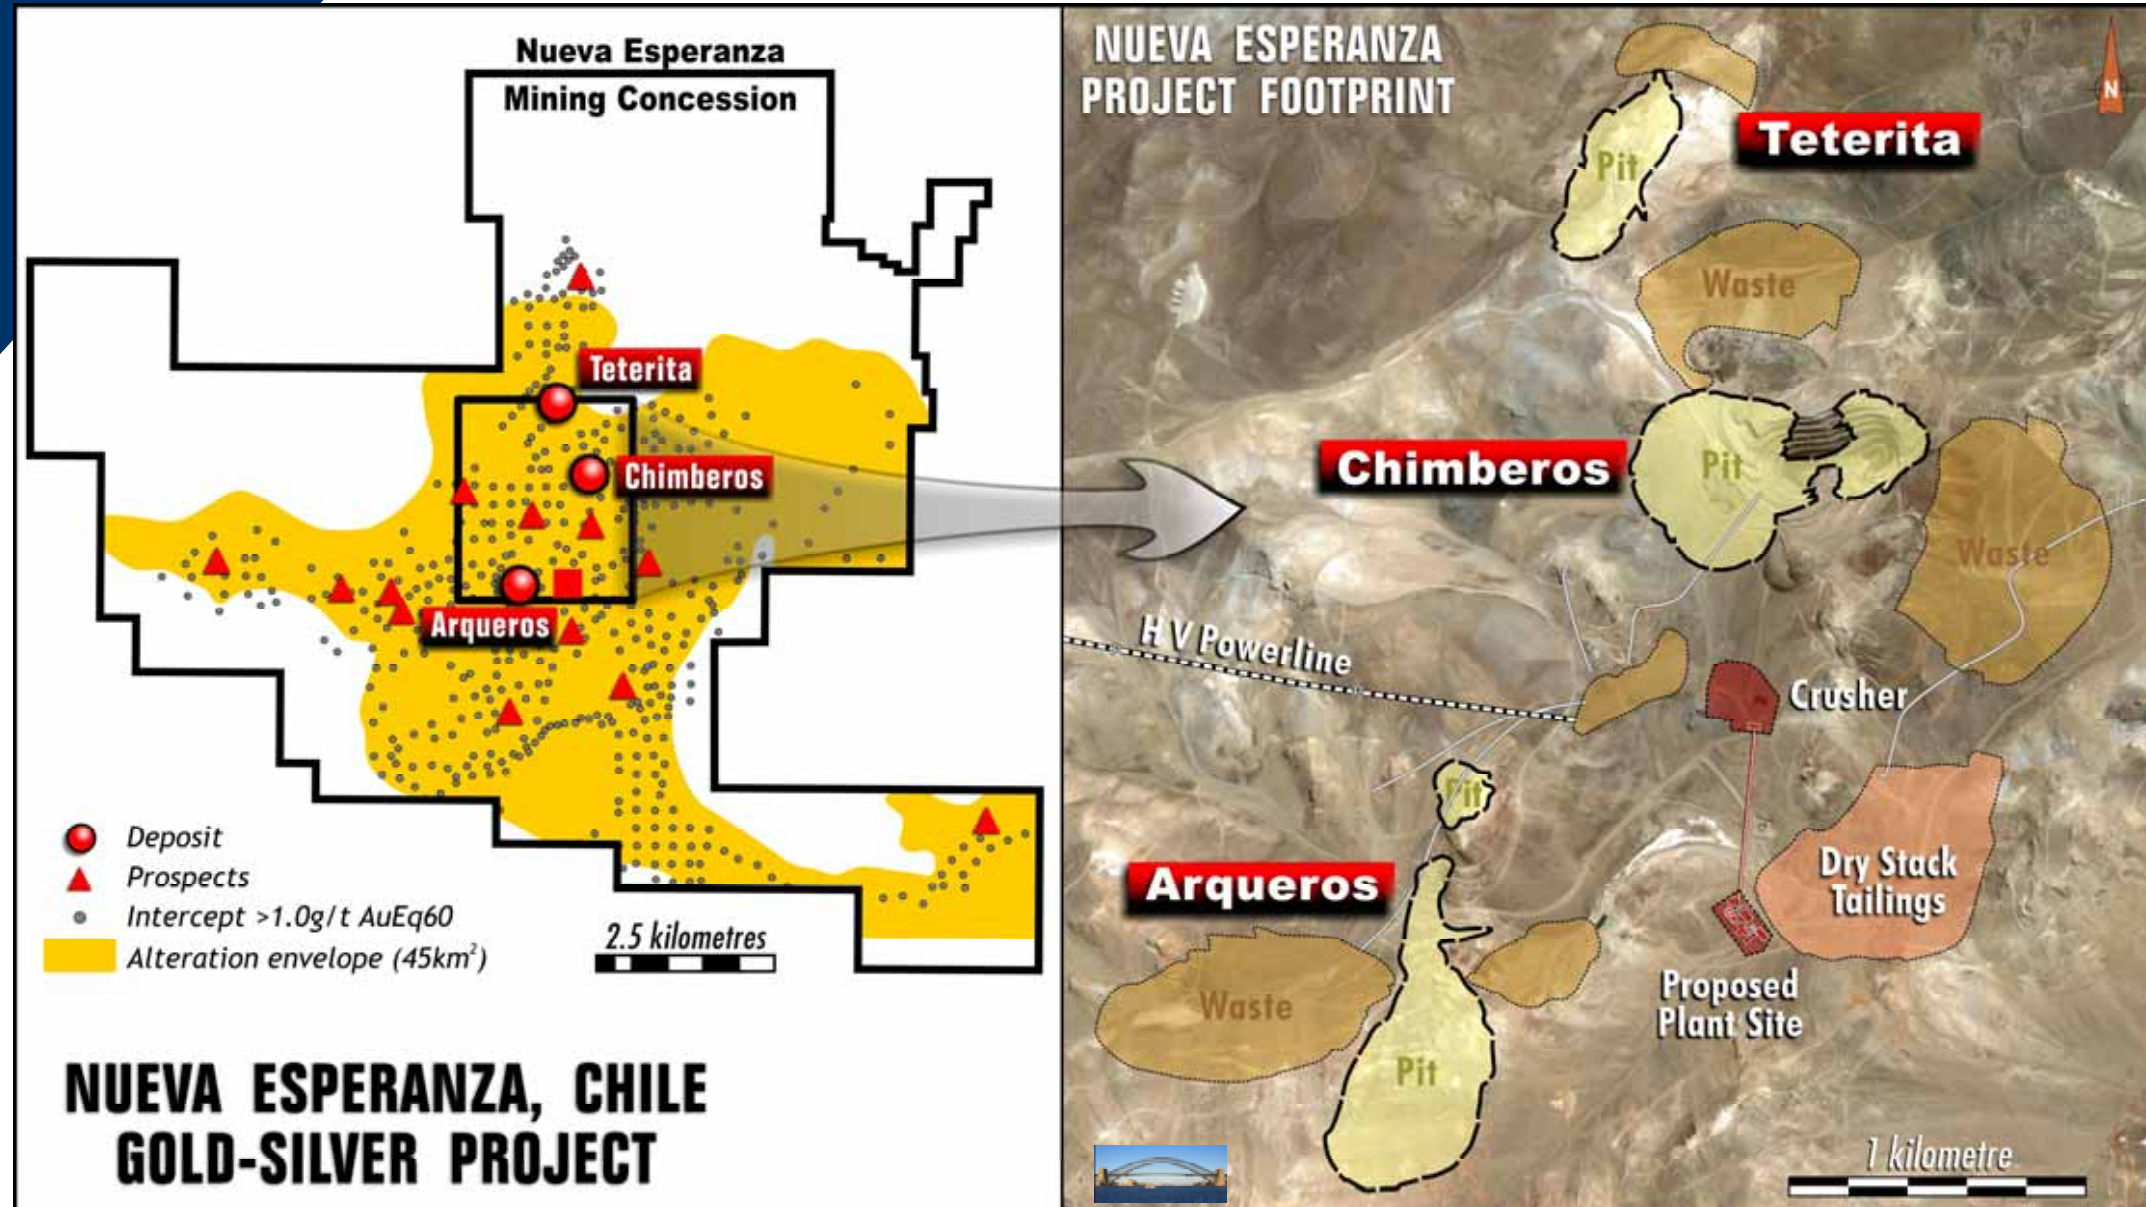 Nueva Esperanza
Mining Concession
Teterita
Chimberos
Arqueros
Deposit
Prospects
Intercept >1.0g/t AuEq60
Alteration envelope (45km²)
2.5 kilometres
NUEVA ESPERANZA, CHILE
GOLD-SILVER PROJECT
NUEVA ESPERANZA
PROJECT FOOTPRINT
N
Teterita
Pit
Waste
Chimberos
Pit
Waste
H V Powerline
Crusher
Pit
Arqueros
Dry Stack
Tailings
Waste
Proposed
Plant Site
Pit
1 kilometre